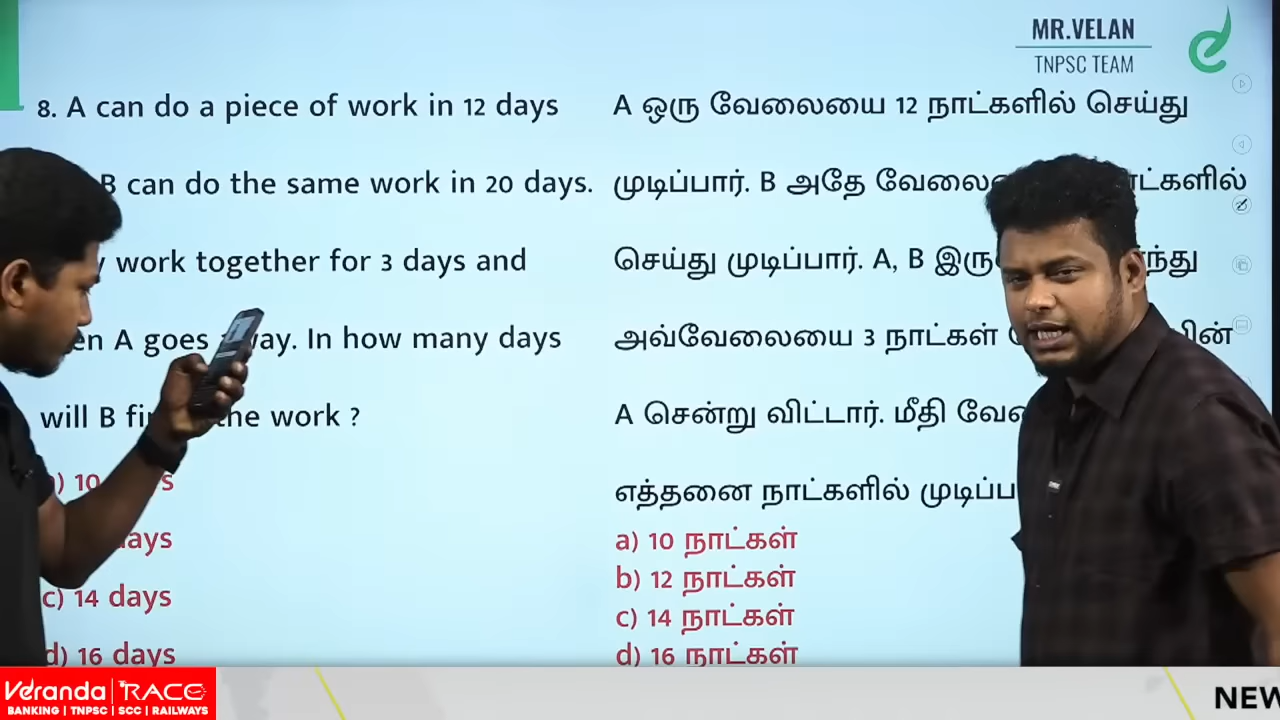 MR.VELAN
TNPSC TEAM
8. A can do a piece of work in 12 days
B can do the same work in 20 days.
work together for 3 days and
A goes away. In how many days
will B the work ?
10
c) 14 days
d) 16 days
A ஒரு வேலையை 12 நாட்களில் செய்து
முடிப்பார். B அதே
செய்து முடிப்பார். A, B
அவ்வேலையை 3 நாட்கள்
A சென்று விட்டார். மீதி
எத்தனை நாட்களில்
a) 10 நாட்கள்
b) 12 நாட்கள்
c) 14 நாட்கள்
d) 16 நாட்கள்
Veranda RACE
BANKING | TNPSC | SCC | RAILWAYS